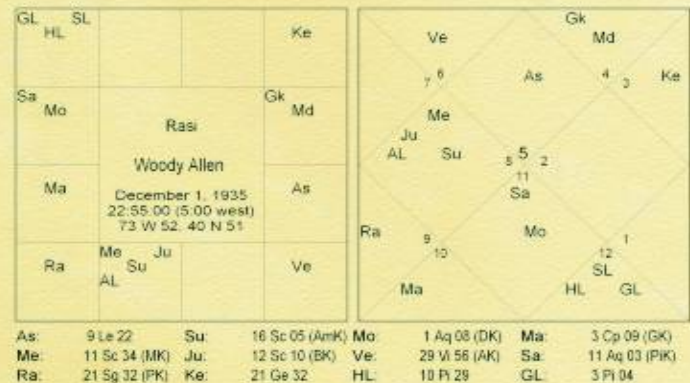 GL SL
HL
Ke
Sa
Mo
Gk
Md
Rasi
Woody Allen
December 1, 1935
22:55:00 (5:00 west)
73 W 52, 40 N 51
Ma
As
Ra
Me Ju
Su
AL
Ve
Gk
Ve Md
7 6 As 4 3 Ke
Me
Ju
AL Su
8 5 2
11
Sa
Ra 9 Mo 1
10 12
SL
Ma HL GL
As: 9 Le 22 Su: 16 Sc 05 (AmK) Mo: 1 Aq 08 (DK) Ma: 3 Cp 09 (GK)
Me: 11 Sc 34 (MK) Ju: 12 Sc 10 (BK) Ve: 29 Vi 56 (AK) Sa: 11 Aq 03 (PiK)
Ra: 21 Sg 32 (PK) Ke: 21 Ge 32 HL: 10 Pi 29 GL: 3 Pi 04